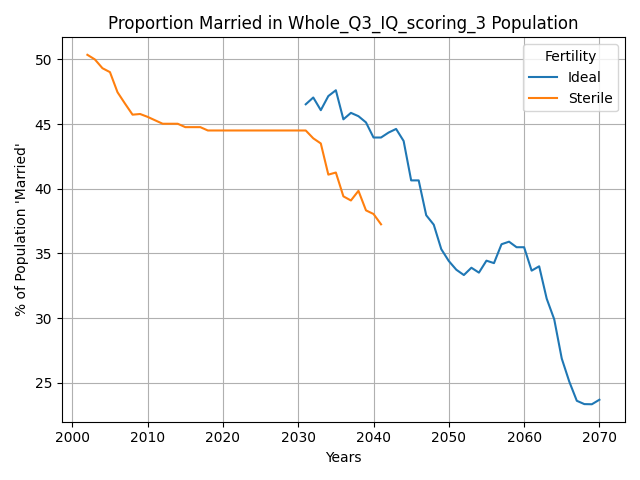 Proportion Married in Whole_Q3_IQ_scoring_3 Population
Fertility
Ideal
Sterile
% of Population 'Married'
50
45
40
35
30
25
2000 2010 2020 2030 2040 2050 2060 2070
Years